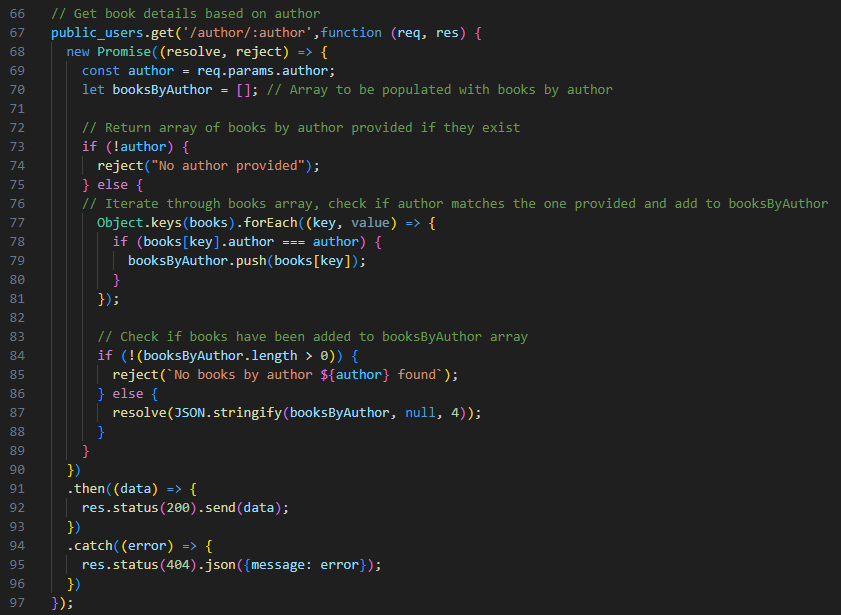 66 // Get book details based on author
67 public_users.get('/author/:author',function (req, res) {
68   new Promise((resolve, reject) => {
69     const author = req.params.author;
70     let booksByAuthor = []; // Array to be populated with books by author
71
72     // Return array of books by author provided if they exist
73     if (!author) {
74       reject("No author provided");
75     } else {
76     // Iterate through books array, check if author matches the one provided and add to booksByAuthor
77       Object.keys(books).forEach((key, value) => {
78         if (books[key].author === author) {
79           booksByAuthor.push(books[key]);
80         }
81       });
82
83       // Check if books have been added to booksByAuthor array
84       if (!(booksByAuthor.length > 0)) {
85         reject(`No books by author ${author} found`);
86       } else {
87         resolve(JSON.stringify(booksByAuthor, null, 4));
88       }
89     }
90   })
91   .then((data) => {
92     res.status(200).send(data);
93   })
94   .catch((error) => {
95     res.status(404).json({message: error});
96   })
97 });